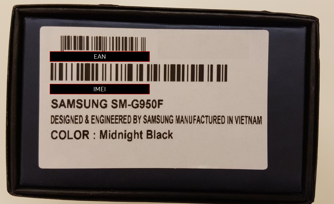 EAN
IMEI
SAMSUNG SM-G950F
DESIGNED & ENGINEERED BY SAMSUNG MANUFACTURED IN VIETNAM
COLOR : Midnight Black